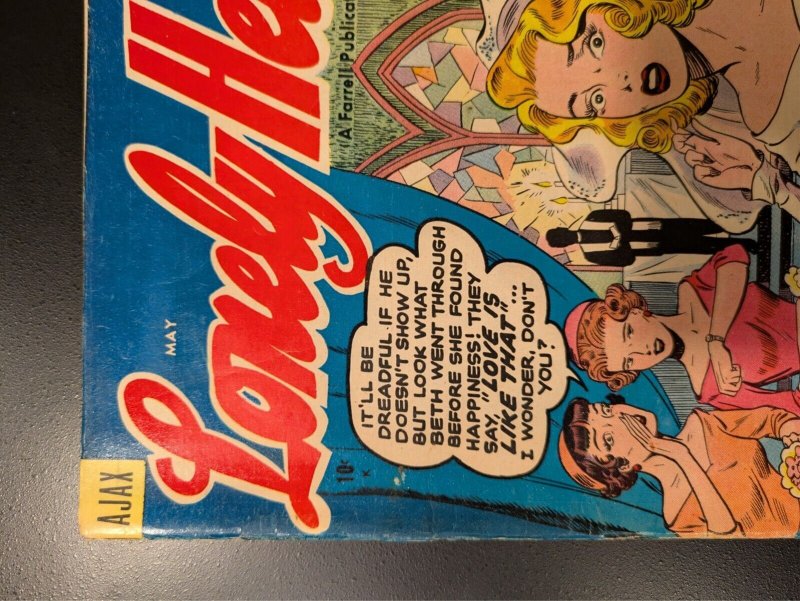 AJAX
MAY
Lonely Hea
10¢
K
A Farrell Publicat
IT'LL BE
DREADFUL IF HE
DOESN'T SHOW UP,
BUT LOOK WHAT
BETH WENT THROUGH
BEFORE SHE FOUND
HAPPINESS! THEY
SAY, "LOVE IS
LIKE THAT"...
I WONDER, DON'T
YOU?